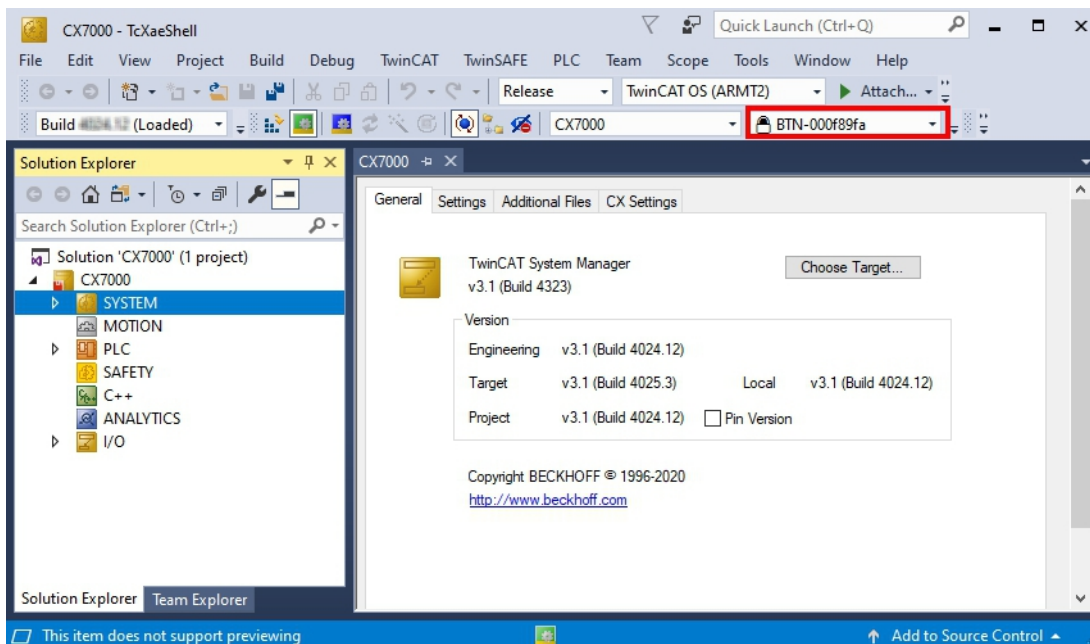 CX7000 - TcXaeShell
Quick Launch (Ctrl+Q)
File Edit View Project Build Debug TwinCAT TwinSAFE PLC Team Scope Tools Window Help
Release TwinCAT OS (ARMT2) Attach...
Build (Loaded) CX7000 BTN-000f89fa
Solution Explorer
CX7000
Search Solution Explorer (Ctrl+;)
Solution 'CX7000' (1 project)
CX7000
SYSTEM
MOTION
PLC
SAFETY
C++
ANALYTICS
I/O
General Settings Additional Files CX Settings
TwinCAT System Manager
v3.1 (Build 4323)
Choose Target...
Version
Engineering v3.1 (Build 4024.12)
Target v3.1 (Build 4025.3) Local v3.1 (Build 4024.12)
Project v3.1 (Build 4024.12) Pin Version
Copyright BECKHOFF © 1996-2020
http://www.beckhoff.com
Solution Explorer Team Explorer
This item does not support previewing
Add to Source Control